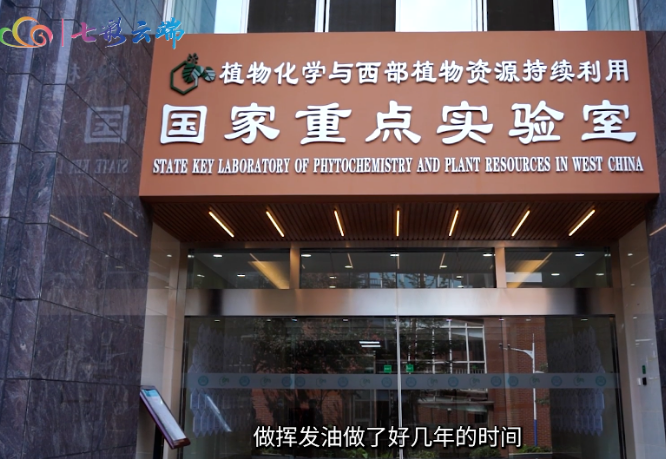 七彩云端
植物化学与西部植物资源持续利用
国家重点实验室
STATE KEY LABORATORY OF PHYTOCHEMISTRY AND PLANT RESOURCES IN WEST CHINA
做挥发油做了好几年的时间